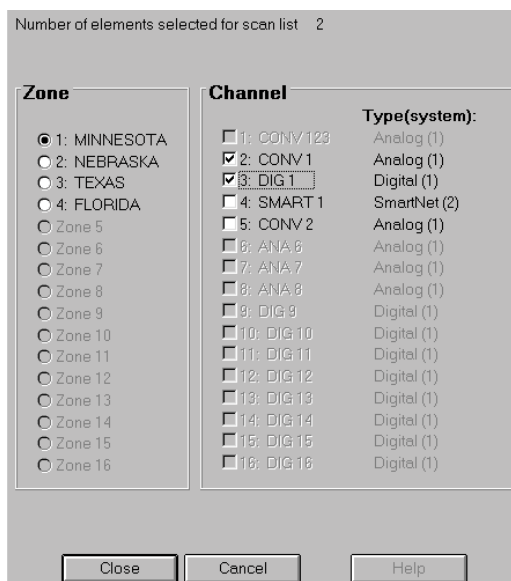 Number of elements selected for scan list 2
Zone
Channel
Type(system):
1: MINNESOTA
2: NEBRASKA
3: TEXAS
4: FLORIDA
Zone 5
Zone 6
Zone 7
Zone 8
Zone 9
Zone 10
Zone 11
Zone 12
Zone 13
Zone 14
Zone 15
Zone 16
1: CONV 123 Analog (1)
2: CONV 1 Analog (1)
3: DIG 1 Digital (1)
4: SMART 1 SmartNet (2)
5: CONV 2 Analog (1)
6: ANA 6 Analog (1)
7: ANA 7 Analog (1)
8: ANA 8 Analog (1)
9: DIG 9 Digital (1)
10: DIG 10 Digital (1)
11: DIG 11 Digital (1)
12: DIG 12 Digital (1)
13: DIG 13 Digital (1)
14: DIG 14 Digital (1)
15: DIG 15 Digital (1)
16: DIG 16 Digital (1)
Close Cancel Help